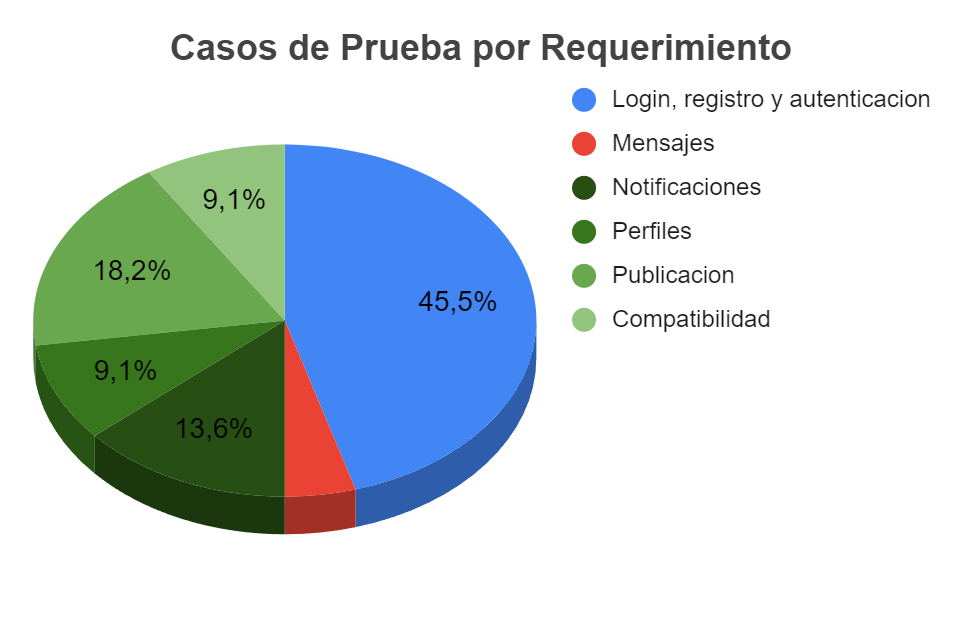 Casos de Prueba por Requerimiento
Login, registro y autenticacion
Mensajes
Notificaciones
Perfiles
Publicacion
Compatibilidad
9,1%
18,2%
45,5%
9,1%
13,6%